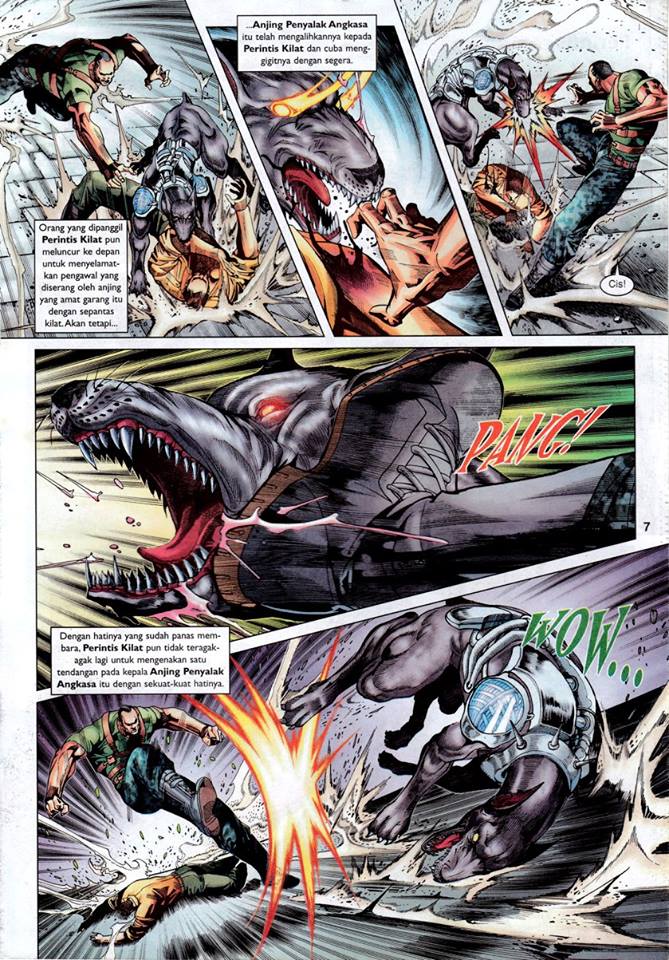 Orang yang dipanggil
Perintis Kilat pun
meluncur ke depan
untuk menyelamat-
kan pengawal yang
diserang oleh anjing
yang amat garang itu
dengan sepantas
kilat. Akan tetapi...
...Anjing Penyalak Angkasa
itu telah mengalihkannya kepada
Perintis Kilat dan cuba meng-
gigitnya dengan segera.
Cis!
PANG!
7
Dengan hatinya yang sudah panas mem-
bara, Perintis Kilat pun tidak teragak-
agak lagi untuk mengenakan satu
tendangan pada kepala Anjing Penyalak
Angkasa itu dengan sekuat-kuat hatinya.
WOW...